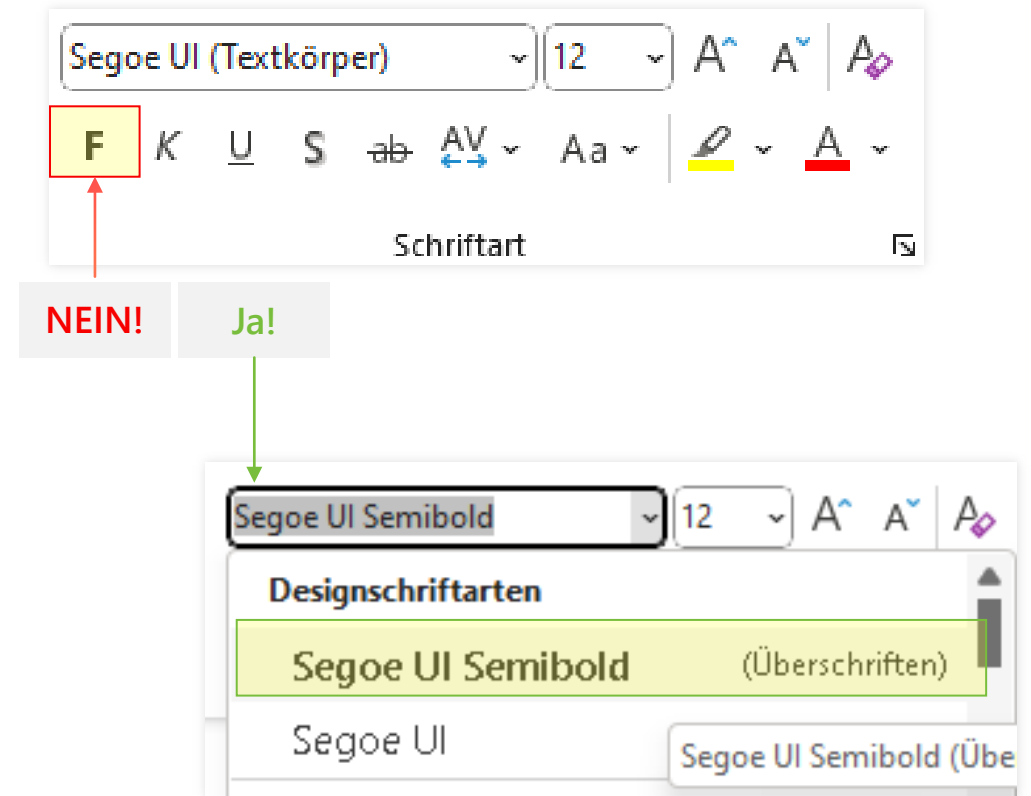 Segoe UI (Textkörper) 12 A A A
F K U S ab AV Aa A
Schriftart
NEIN! Ja!
Segoe UI Semibold 12 A A A
Designschriftarten
Segoe UI Semibold (Überschriften)
Segoe UI
Segoe UI Semibold (Übe